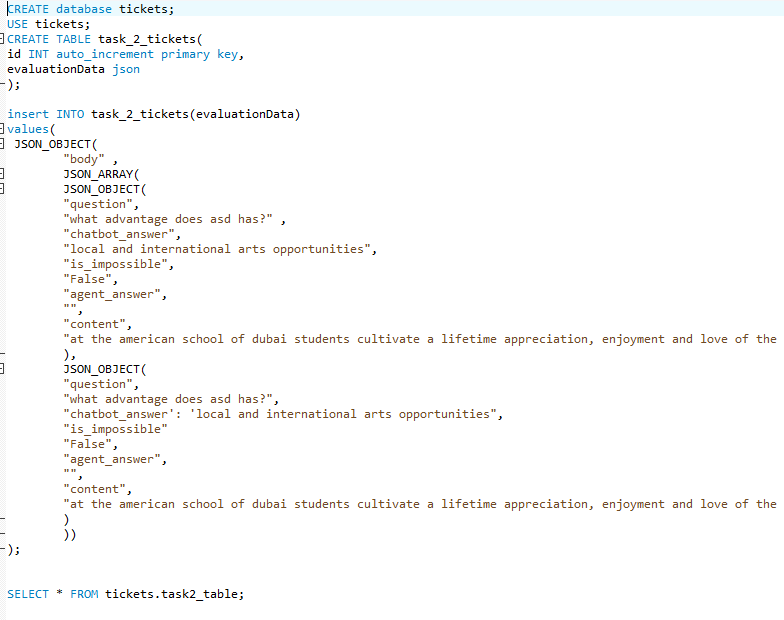 CREATE database tickets;
USE tickets;
CREATE TABLE task_2_tickets(
id INT auto_increment primary key,
evaluationData json
);
insert INTO task_2_tickets(evaluationData)
values(
JSON_OBJECT(
"body" ,
JSON_ARRAY(
JSON_OBJECT(
"question",
"what advantage does asd has?" ,
"chatbot_answer",
"local and international arts opportunities",
"is_impossible",
"False",
"agent_answer",
"",
"content",
"at the american school of dubai students cultivate a lifetime appreciation, enjoyment and love of the
),
JSON_OBJECT(
"question",
"what advantage does asd has?",
"chatbot_answer': 'local and international arts opportunities",
"is_impossible"
"False",
"agent_answer",
"",
"content",
"at the american school of dubai students cultivate a lifetime appreciation, enjoyment and love of the
)
))
);
SELECT * FROM tickets.task2_table;